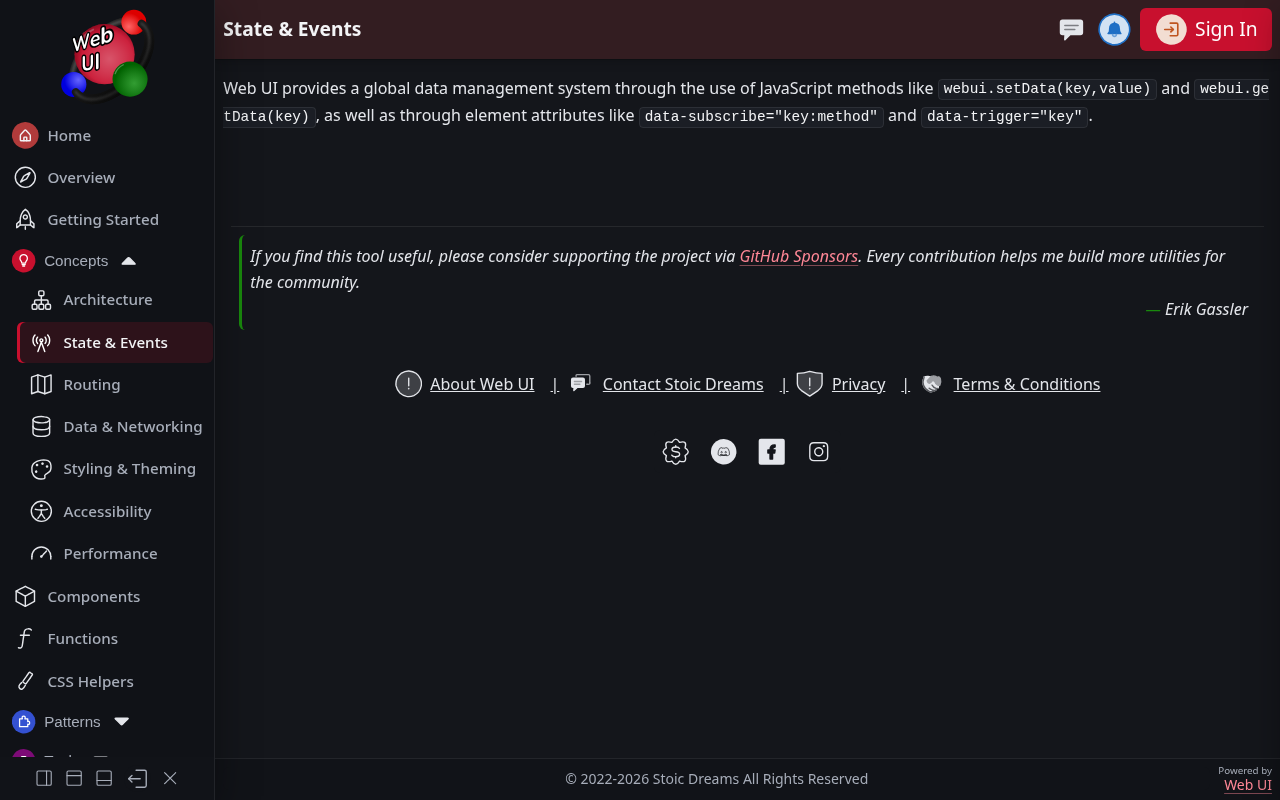 Web UI
State & Events
Sign In
Home
Overview
Getting Started
Concepts
Architecture
State & Events
Routing
Data & Networking
Styling & Theming
Accessibility
Performance
Components
Functions
CSS Helpers
Patterns
Web UI provides a global data management system through the use of JavaScript methods like webui.setData(key,value) and webui.ge
tData(key), as well as through element attributes like data-subscribe="key:method" and data-trigger="key".
If you find this tool useful, please consider supporting the project via GitHub Sponsors. Every contribution helps me build more utilities for
the community.
— Erik Gassler
About Web UI | Contact Stoic Dreams | Privacy | Terms & Conditions
© 2022-2026 Stoic Dreams All Rights Reserved
Powered by
Web UI